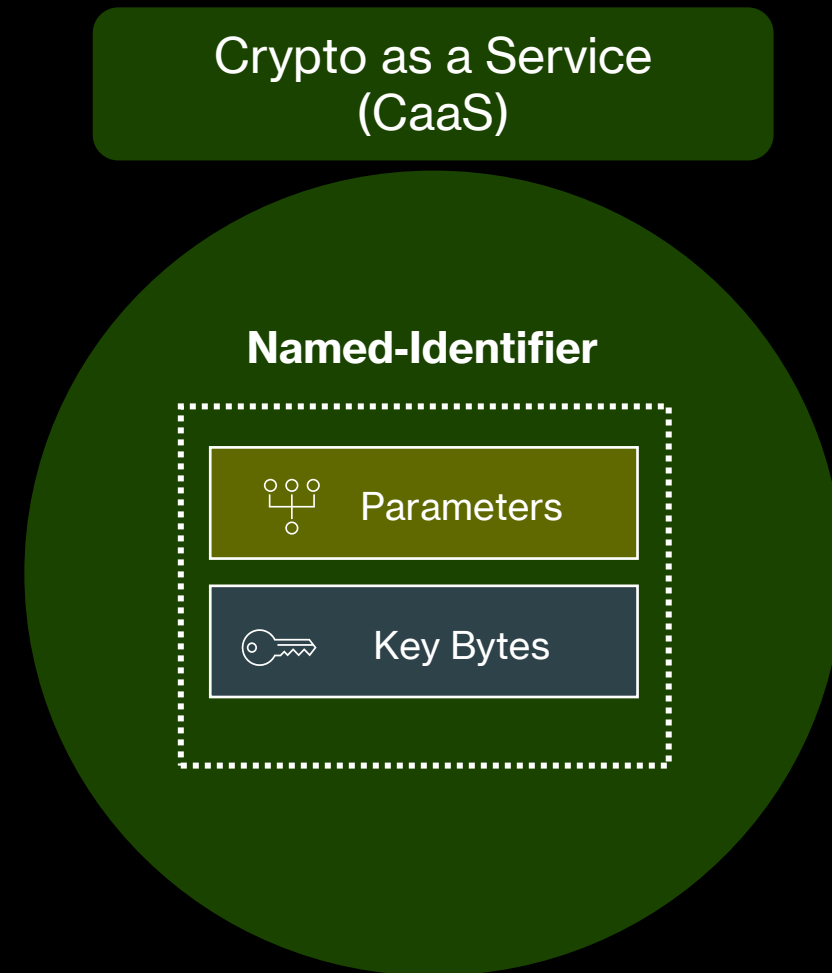 Crypto as a Service
(CaaS)
Named-Identifier
Parameters
Key Bytes